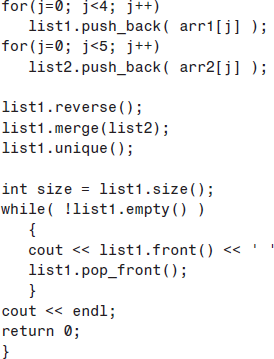 for(j=0; j<4; j++)
   list1.push_back( arr1[j] );
for(j=0; j<5; j++)
   list2.push_back( arr2[j] );

list1.reverse();
list1.merge(list2);
list1.unique();

int size = list1.size();
while( !list1.empty() )
   {
   cout << list1.front() << ' '
   list1.pop_front();
   }
cout << endl;
return 0;
}